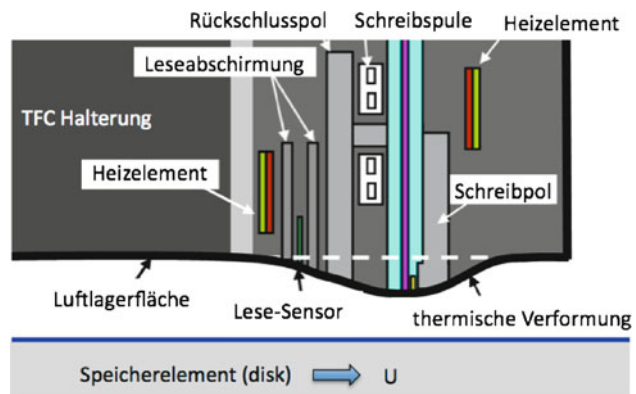 Rückschlusspol
Schreibspule
Heizelement
Leseabschirmung
TFC Halterung
Heizelement
Schreibpol
Luftlagerfläche
Lese-Sensor
thermische Verformung
Speicherelement (disk)
U